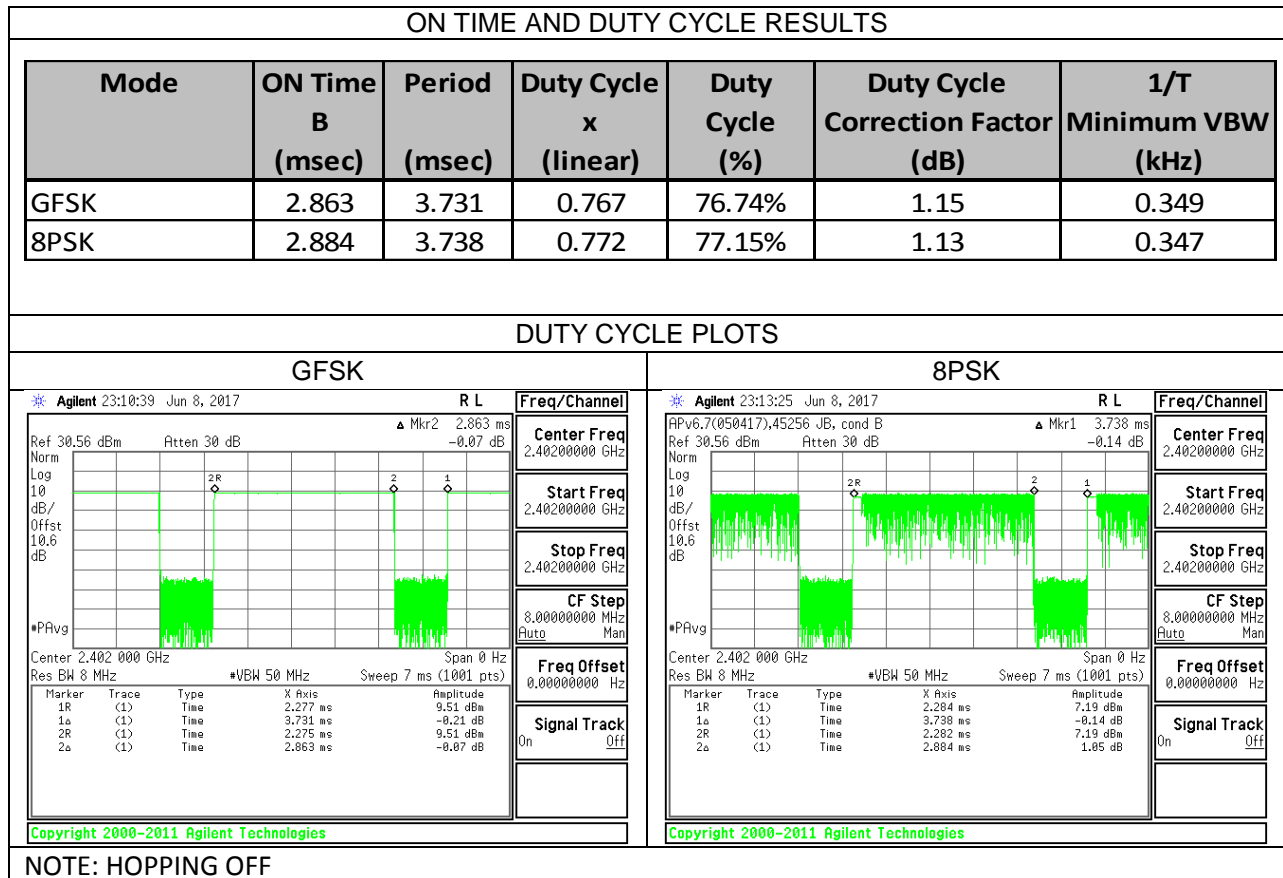 ON TIME AND DUTY CYCLE RESULTS
Mode ON Time B (msec) Period (msec) Duty Cycle x (linear) Duty Cycle (%) Duty Cycle Correction Factor (dB) 1/T Minimum VBW (kHz)
GFSK 2.863 3.731 0.767 76.74% 1.15 0.349
8PSK 2.884 3.738 0.772 77.15% 1.13 0.347
DUTY CYCLE PLOTS
GFSK
Agilent 23:10:39 Jun 8, 2017 R L
Δ Mkr2 2.863 ms
Ref 30.56 dBm Atten 30 dB -0.07 dB
Norm
Log
10
dB/
Offst
10.6
dB
2R 2 1
#PAvg
Center 2.402 000 GHz Span 0 Hz
Res BW 8 MHz #VBW 50 MHz Sweep 7 ms (1001 pts)
Marker Trace Type X Axis Amplitude
1R (1) Time 2.277 ms 9.51 dBm
1Δ (1) Time 3.731 ms -0.21 dB
2R (1) Time 2.275 ms 9.51 dBm
2Δ (1) Time 2.863 ms -0.07 dB
Copyright 2000-2011 Agilent Technologies
Freq/Channel
Center Freq
2.40200000 GHz
Start Freq
2.40200000 GHz
Stop Freq
2.40200000 GHz
CF Step
8.00000000 MHz
Auto Man
Freq Offset
0.00000000 Hz
Signal Track
On Off
8PSK
Agilent 23:13:25 Jun 8, 2017 R L
APv6.7(050417),45256 JB, cond B Δ Mkr1 3.738 ms
Ref 30.56 dBm Atten 30 dB -0.14 dB
Norm
Log
10
dB/
Offst
10.6
dB
2R 2 1
#PAvg
Center 2.402 000 GHz Span 0 Hz
Res BW 8 MHz #VBW 50 MHz Sweep 7 ms (1001 pts)
Marker Trace Type X Axis Amplitude
1R (1) Time 2.284 ms 7.19 dBm
1Δ (1) Time 3.738 ms -0.14 dB
2R (1) Time 2.282 ms 7.19 dBm
2Δ (1) Time 2.884 ms 1.05 dB
Copyright 2000-2011 Agilent Technologies
Freq/Channel
Center Freq
2.40200000 GHz
Start Freq
2.40200000 GHz
Stop Freq
2.40200000 GHz
CF Step
8.00000000 MHz
Auto Man
Freq Offset
0.00000000 Hz
Signal Track
On Off
NOTE: HOPPING OFF